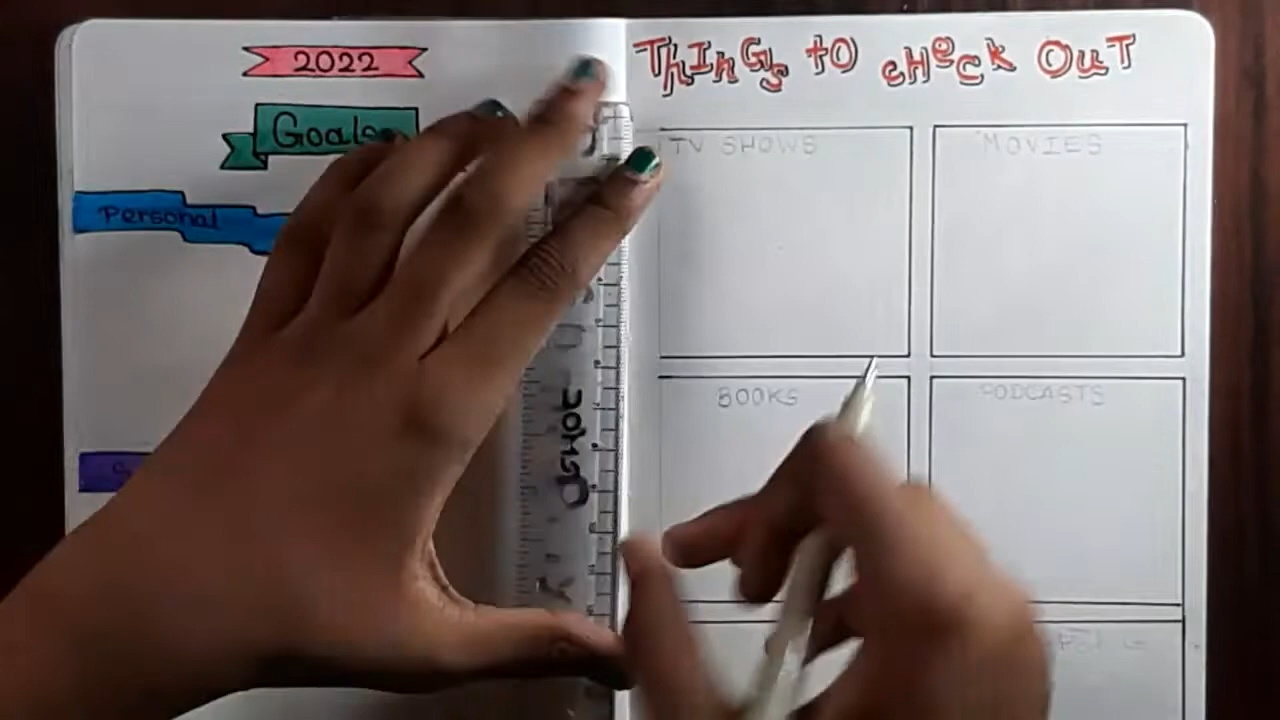 2022
Goals
Personal
THInGs to cHecK OuT
TV SHOWS
MOVIES
BOOKS
PODCASTS